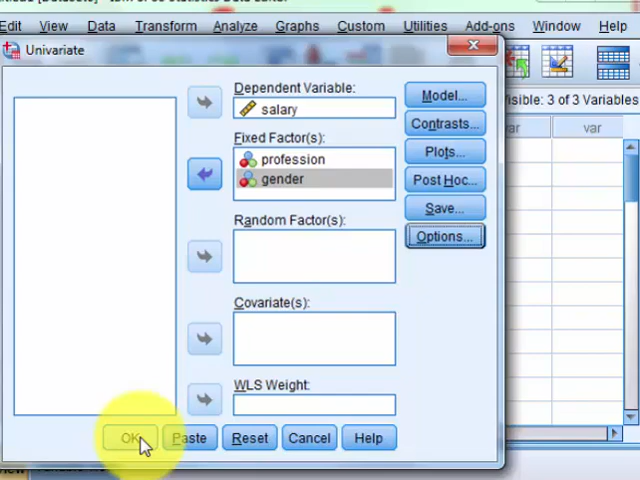 Edit View Data Transform Analyze Graphs Custom Utilities Add-ons Window Help
Univariate
Visible: 3 of 3 Variables
var var
Dependent Variable:
salary
Fixed Factor(s):
profession
gender
Random Factor(s):
Covariate(s):
WLS Weight:
Model...
Contrasts...
Plots...
Post Hoc...
Save...
Options...
OK Paste Reset Cancel Help